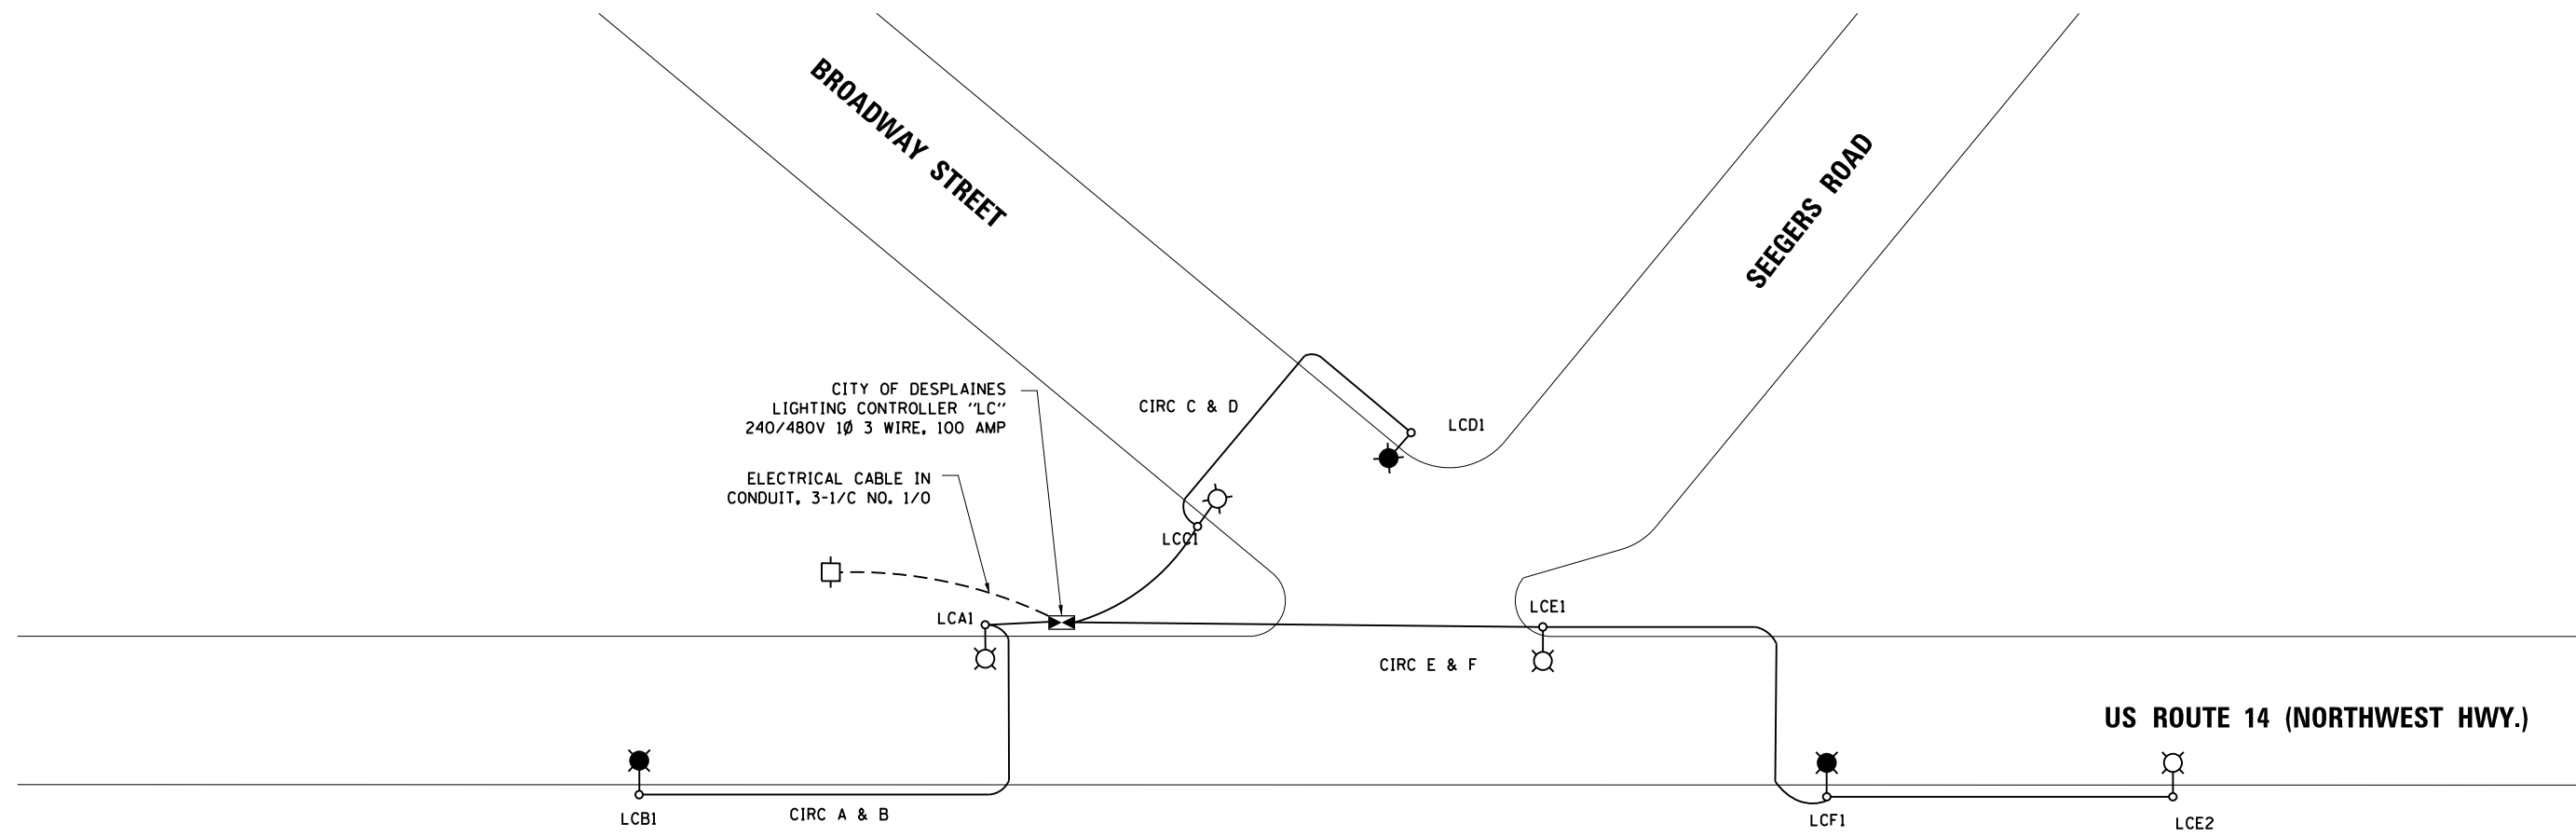 BROADWAY STREET
SEEGERS ROAD
CITY OF DESPLAINES
LIGHTING CONTROLLER "LC"
240/480V 1Ø 3 WIRE, 100 AMP
CIRC C & D
LCD1
ELECTRICAL CABLE IN
CONDUIT, 3-1/C NO. 1/0
LCC1
LCA1
LCE1
CIRC E & F
US ROUTE 14 (NORTHWEST HWY.)
LCB1
CIRC A & B
LCF1
LCE2